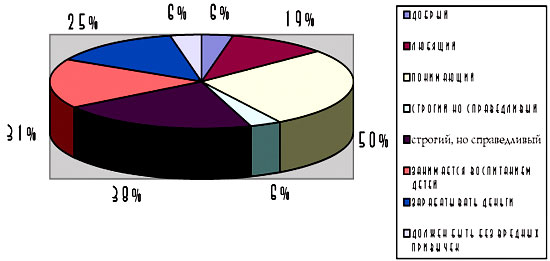 25%
6%
6%
19%
31%
50%
38%
6%
ДОБРЫЙ
ЛЮБЯЩИЙ
ПОНИМАЮЩИЙ
СТРОГИЙ НО СПРАВЕДЛИВЫЙ
строгий, но справедливый
ЗАНИМАЕТСЯ ВОСПИТАНИЕМ
ДЕТЕЙ
ЗАРАБАТЫВАТЬ ДЕНЬГИ
ДОЛЖЕН БЫТЬ БЕЗ ВРЕДНЫХ
ПРИВЫЧЕК